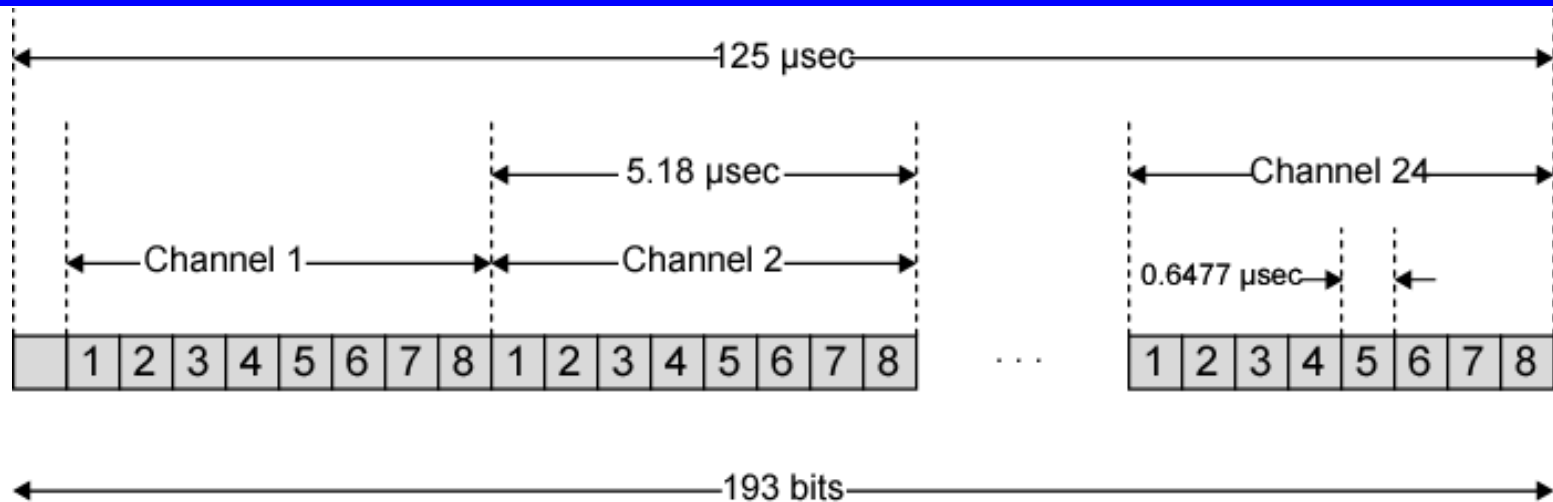 125 µsec
5.18 µsec Channel 24
Channel 1 Channel 2 0.6477 µsec
1 2 3 4 5 6 7 8 1 2 3 4 5 6 7 8 . . . 1 2 3 4 5 6 7 8
193 bits